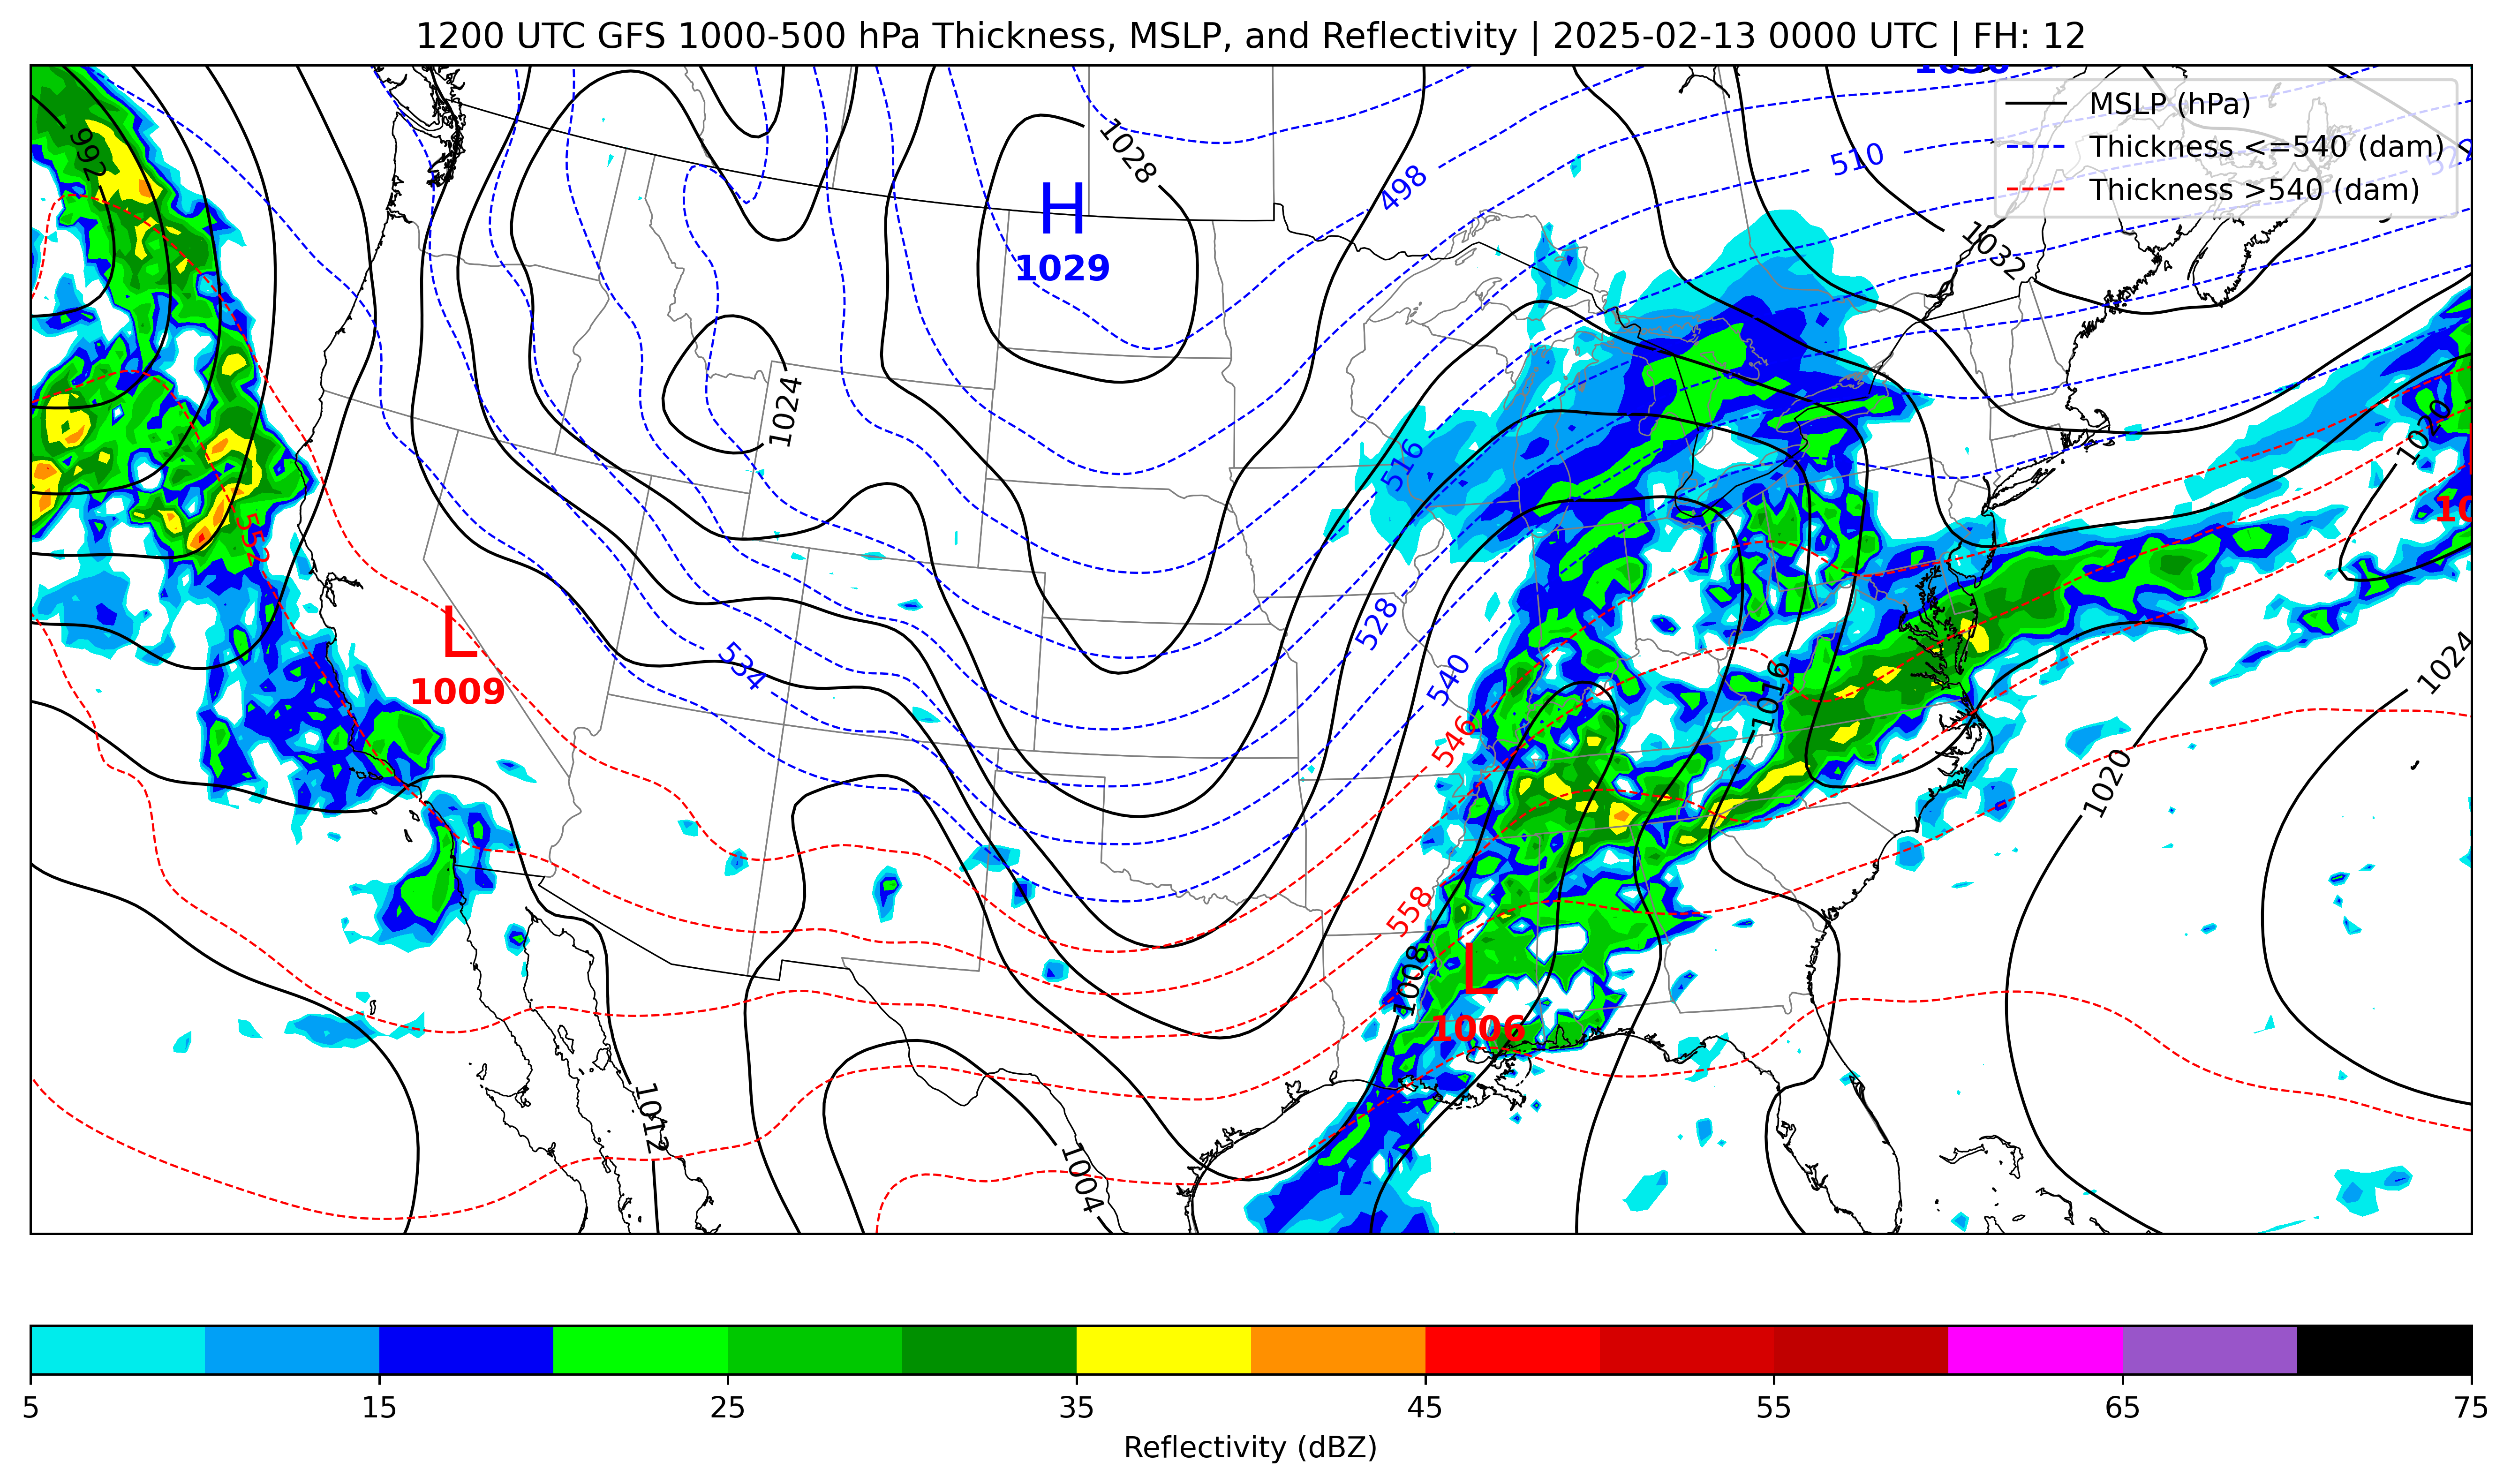 1200 UTC GFS 1000-500 hPa Thickness, MSLP, and Reflectivity | 2025-02-13 0000 UTC | FH: 12
MSLP (hPa)
Thickness <=540 (dam)
Thickness >540 (dam)
992
1028
498
510
H
1029
1032
1024
516
1020
552
528
L
1009
534
540
1016
1024
546
1020
558
L
1008
1006
1012
1004
5 15 25 35 45 55 65 75
Reflectivity (dBZ)